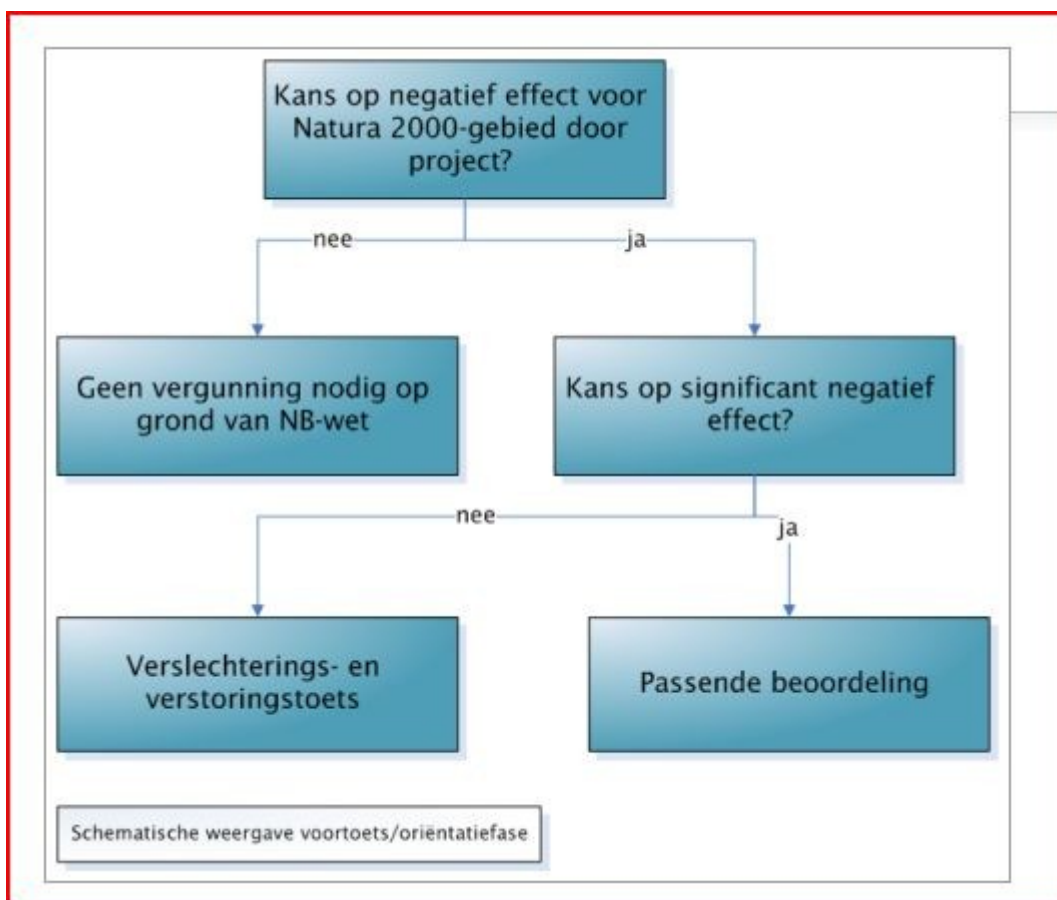 Kans op negatief effect voor
Natura 2000-gebied door
project?
nee
ja
Geen vergunning nodig op
grond van NB-wet
Kans op significant negatief
effect?
nee
ja
Verslechterings- en
verstoringstoets
Passende beoordeling
Schematische weergave voortoets/oriëntatiefase